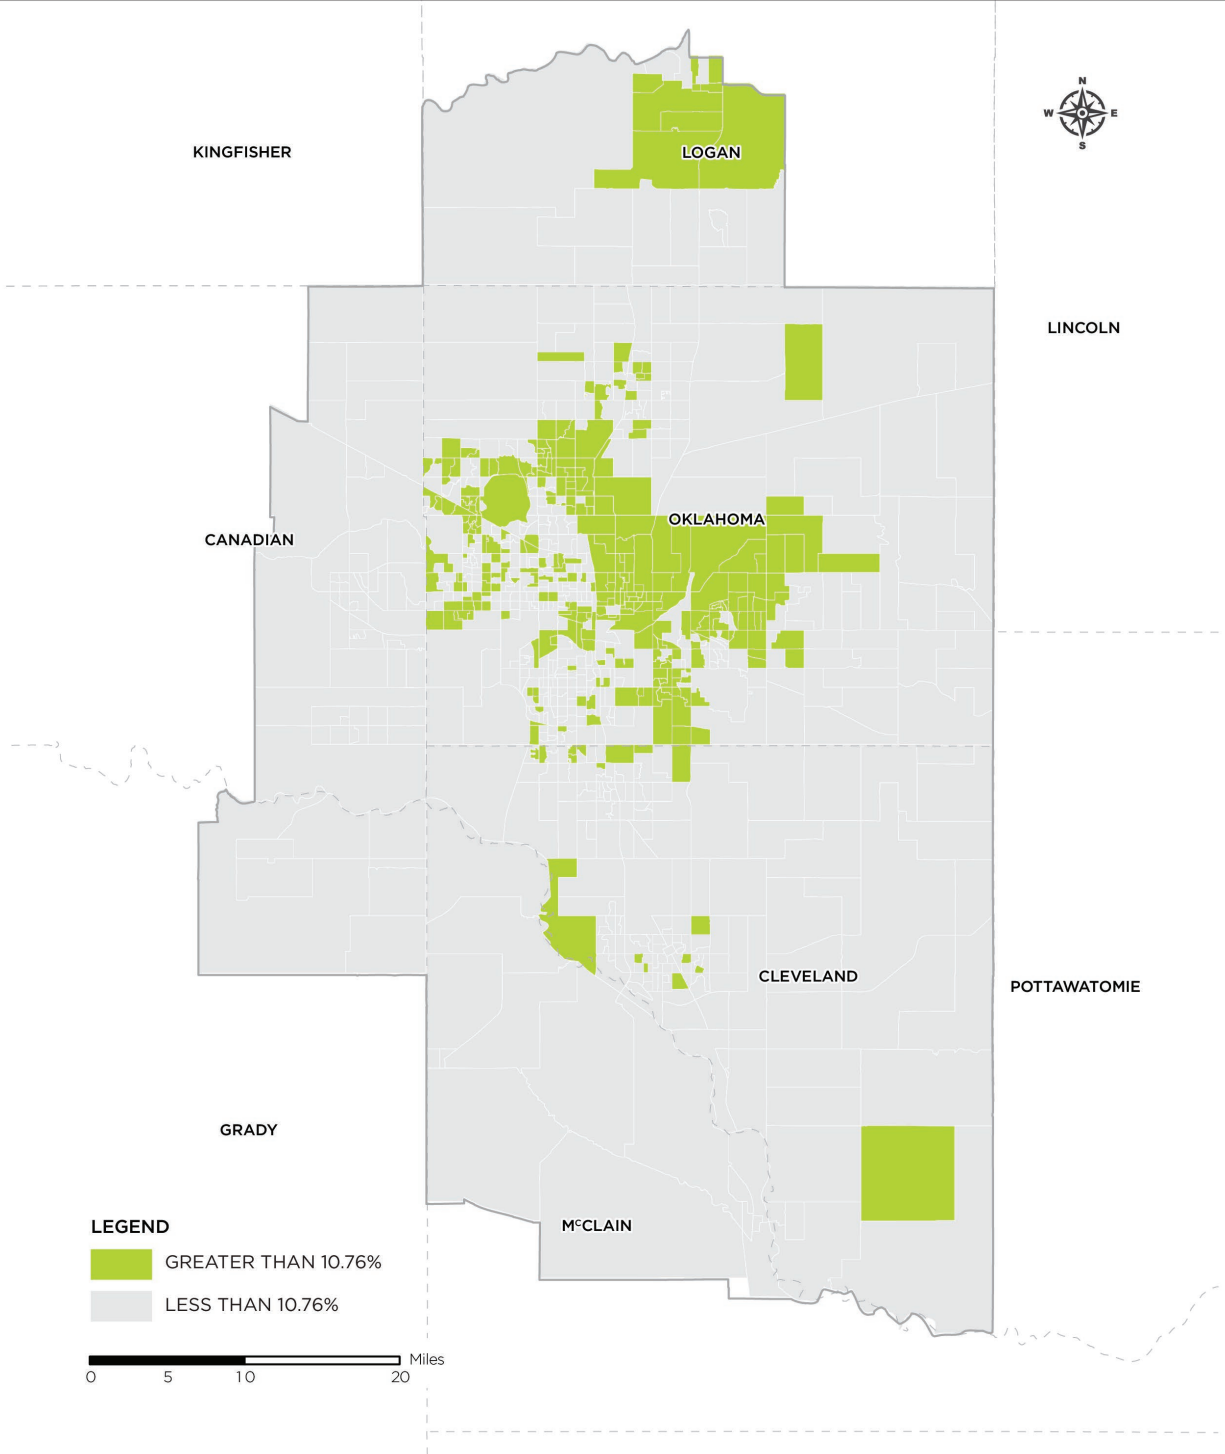 N
W E
S
KINGFISHER
LOGAN
LINCOLN
OKLAHOMA
CANADIAN
CLEVELAND
POTTAWATOMIE
GRADY
MCCLAIN
LEGEND
GREATER THAN 10.76%
LESS THAN 10.76%
Miles
0 5 10 20